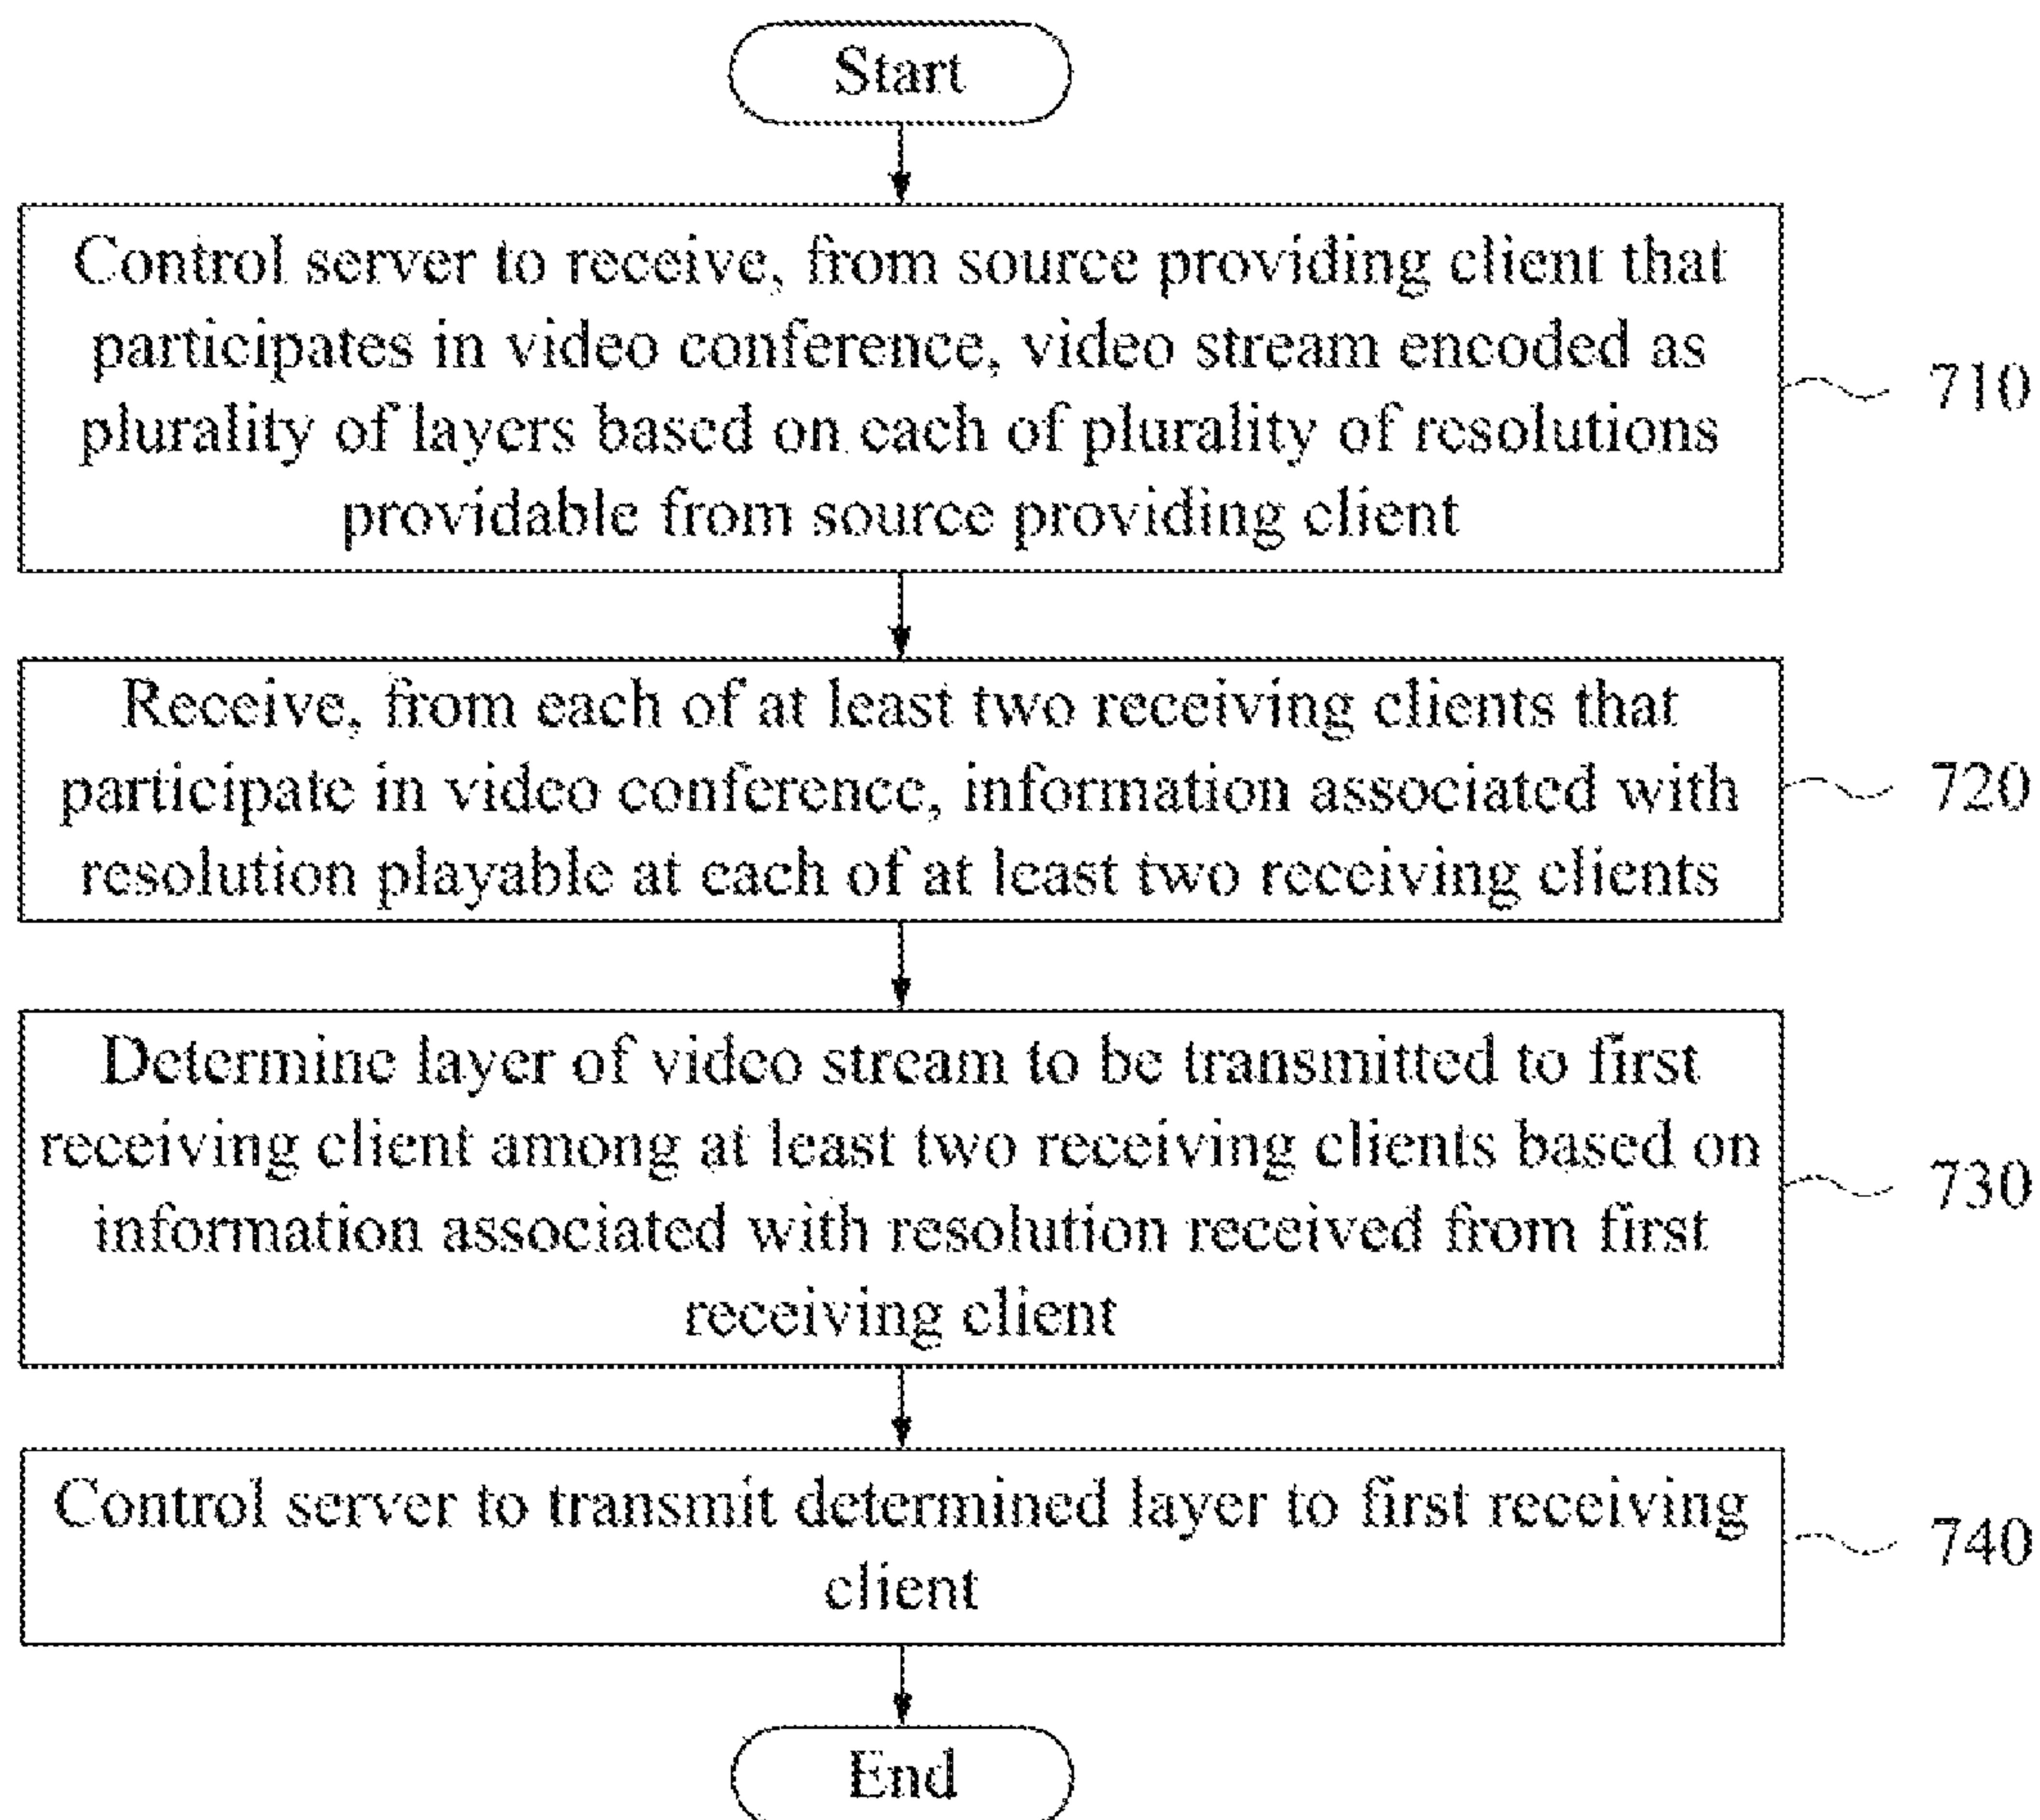 Start
Control server to receive, from source providing client that
participates in video conference, video stream encoded as
plurality of layers based on each of plurality of resolutions
providable from source providing client
710
Receive, from each of at least two receiving clients that
participate in video conference, information associated with
resolution playable at each of at least two receiving clients
720
Determine layer of video stream to be transmitted to first
receiving client among at least two receiving clients based on
information associated with resolution received from first
receiving client
730
Control server to transmit determined layer to first receiving
client
740
End